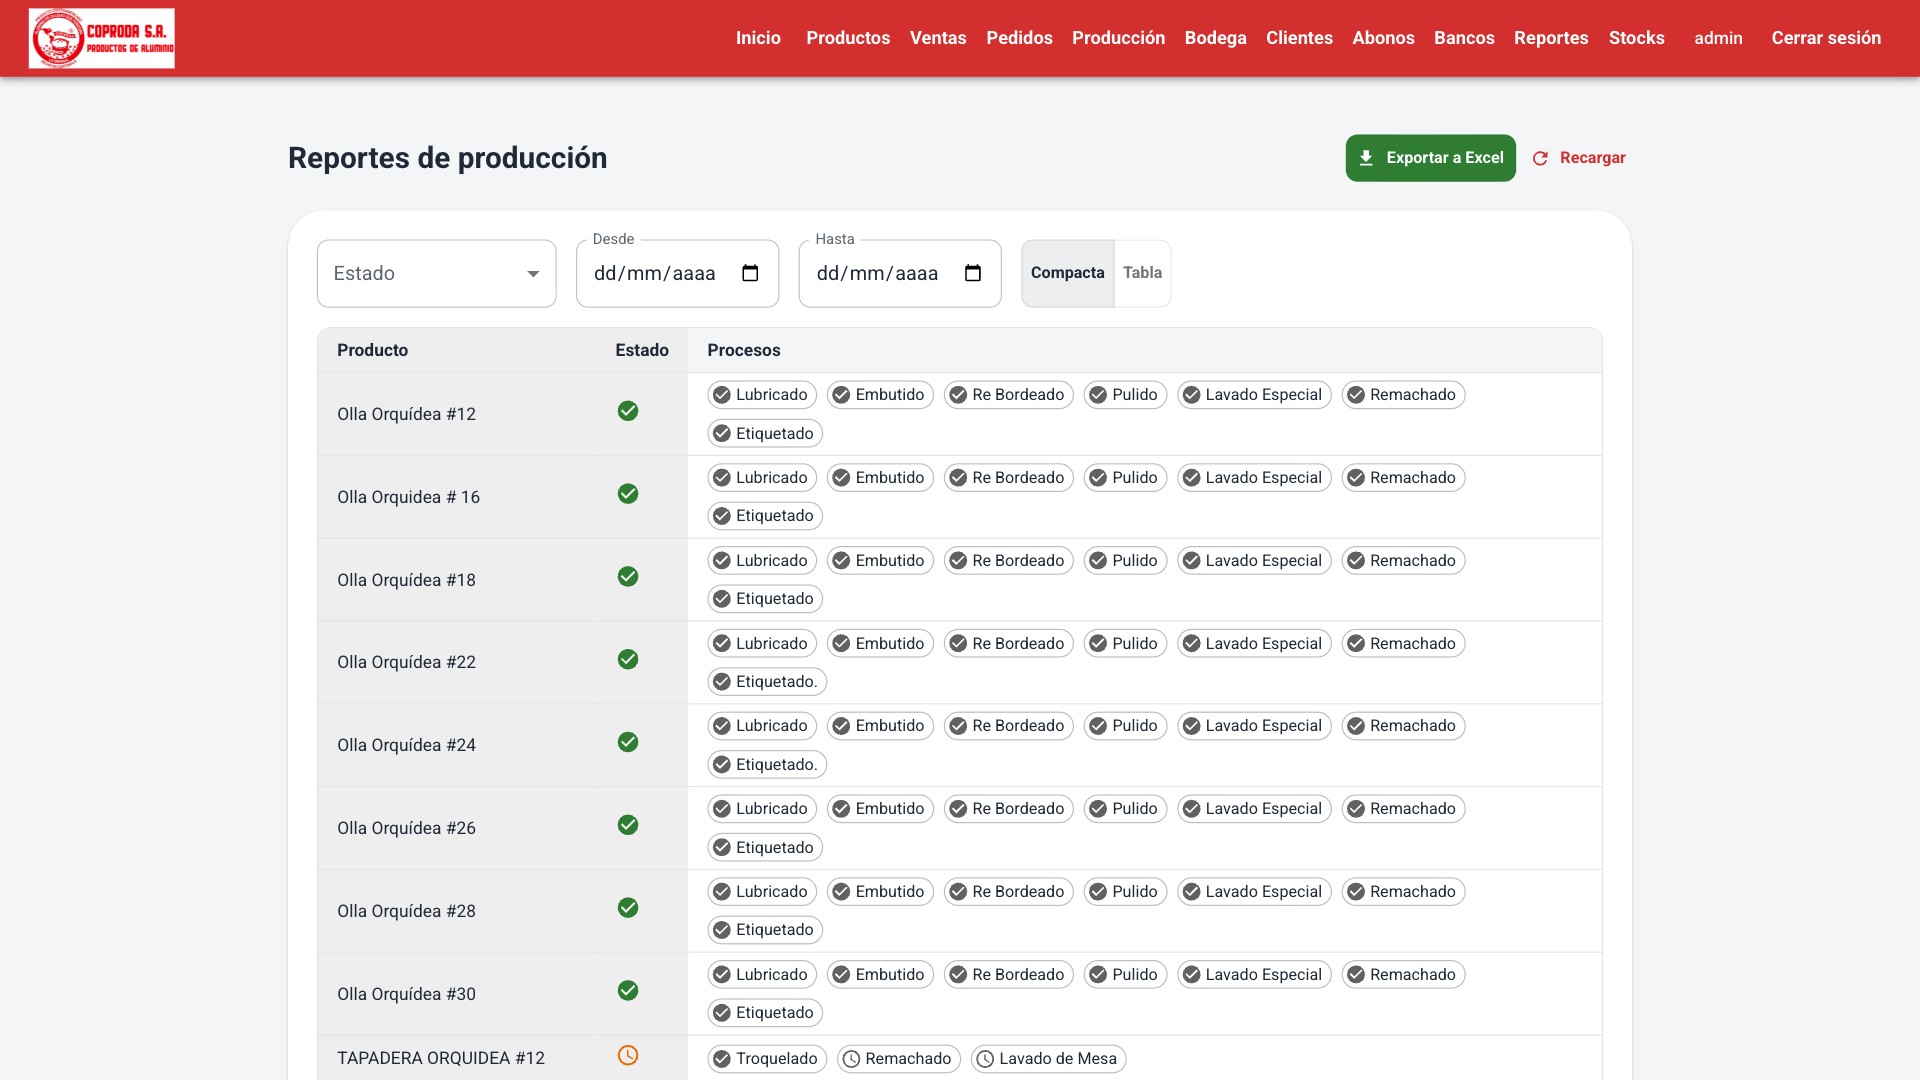 COPRODA S.A.
PRODUCTOS DE ALUMINIO
Inicio Productos Ventas Pedidos Producción Bodega Clientes Abonos Bancos Reportes Stocks admin Cerrar sesión
Reportes de producción
Exportar a Excel Recargar
Desde Hasta
Estado dd/mm/aaaa dd/mm/aaaa Compacta Tabla
Producto Estado Procesos
Olla Orquídea #12 Lubricado Embutido Re Bordeado Pulido Lavado Especial Remachado
Etiquetado
Olla Orquidea # 16 Lubricado Embutido Re Bordeado Pulido Lavado Especial Remachado
Etiquetado
Olla Orquídea #18 Lubricado Embutido Re Bordeado Pulido Lavado Especial Remachado
Etiquetado
Olla Orquídea #22 Lubricado Embutido Re Bordeado Pulido Lavado Especial Remachado
Etiquetado.
Olla Orquídea #24 Lubricado Embutido Re Bordeado Pulido Lavado Especial Remachado
Etiquetado.
Olla Orquídea #26 Lubricado Embutido Re Bordeado Pulido Lavado Especial Remachado
Etiquetado
Olla Orquídea #28 Lubricado Embutido Re Bordeado Pulido Lavado Especial Remachado
Etiquetado
Olla Orquídea #30 Lubricado Embutido Re Bordeado Pulido Lavado Especial Remachado
Etiquetado
TAPADERA ORQUIDEA #12 Troquelado Remachado Lavado de Mesa